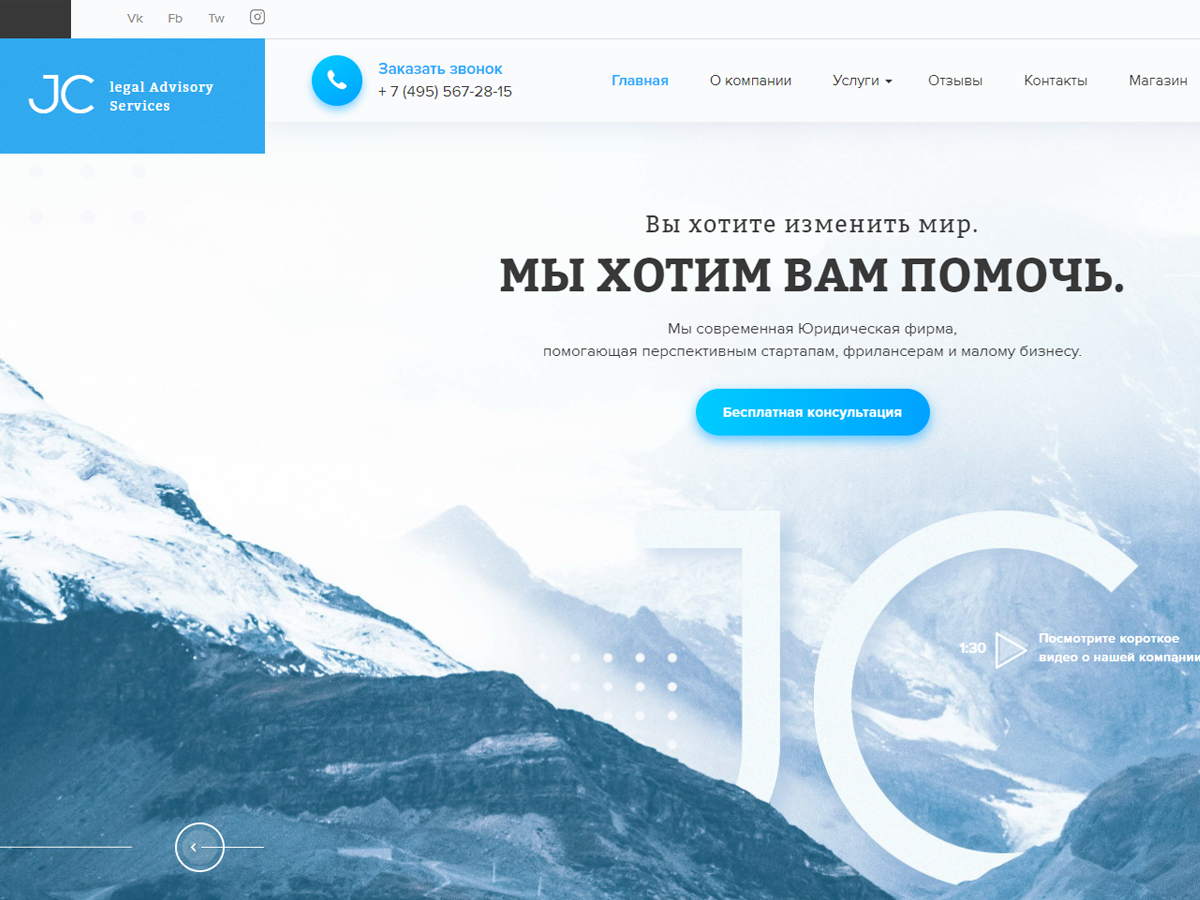 Vk Fb Tw
JC
legal Advisory
Services
Заказать звонок
+ 7 (495) 567-28-15
Главная О компании Услуги Отзывы Контакты Магазин
Вы хотите изменить мир.
МЫ ХОТИМ ВАМ ПОМОЧЬ.
Мы современная Юридическая фирма,
помогающая перспективным стартапам, фрилансерам и малому бизнесу.
Бесплатная консультация
JC
1:30
Посмотрите короткое
видео о нашей компании